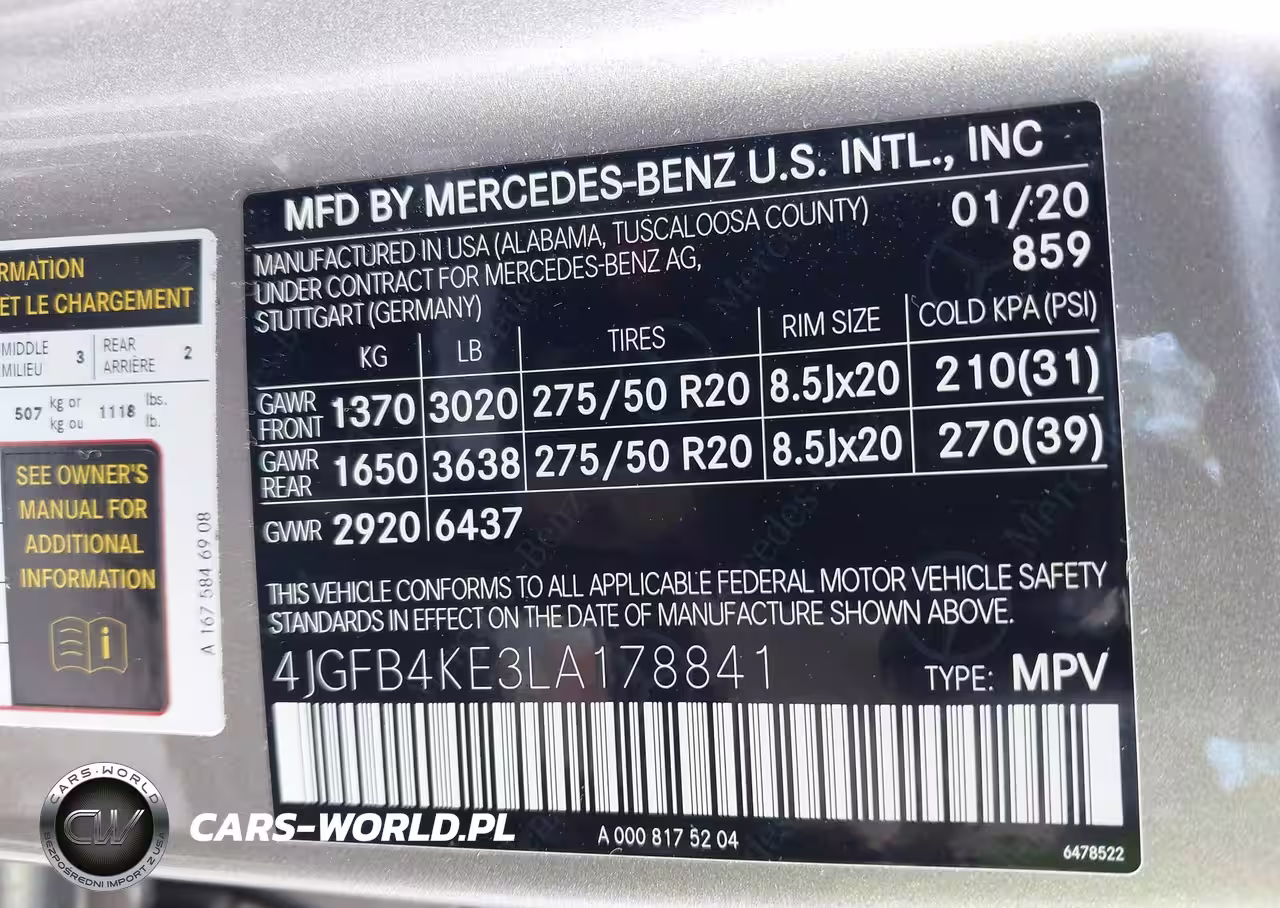 RMATION
ET LE CHARGEMENT
MIDDLE
MILIEU
3
REAR
ARRIÈRE
2
507 kg or
kg ou
1118 lbs.
lb.
SEE OWNER'S
MANUAL FOR
ADDITIONAL
INFORMATION
A 167 584 69 08
MFD BY MERCEDES-BENZ U.S. INTL., INC
MANUFACTURED IN USA (ALABAMA, TUSCALOOSA COUNTY)
UNDER CONTRACT FOR MERCEDES-BENZ AG,
STUTTGART (GERMANY)
01/20
859
KG LB TIRES RIM SIZE COLD KPA (PSI)
GAWR FRONT 1370 3020 275/50 R20 8.5Jx20 210(31)
GAWR REAR 1650 3638 275/50 R20 8.5Jx20 270(39)
GVWR 2920 6437
THIS VEHICLE CONFORMS TO ALL APPLICABLE FEDERAL MOTOR VEHICLE SAFETY
STANDARDS IN EFFECT ON THE DATE OF MANUFACTURE SHOWN ABOVE.
4JGFB4KE3LA178841 TYPE: MPV
A 000 817 52 04
6478522
CARS-WORLD
CW
BEZPOŚREDNI IMPORT Z USA
CARS-WORLD.PL